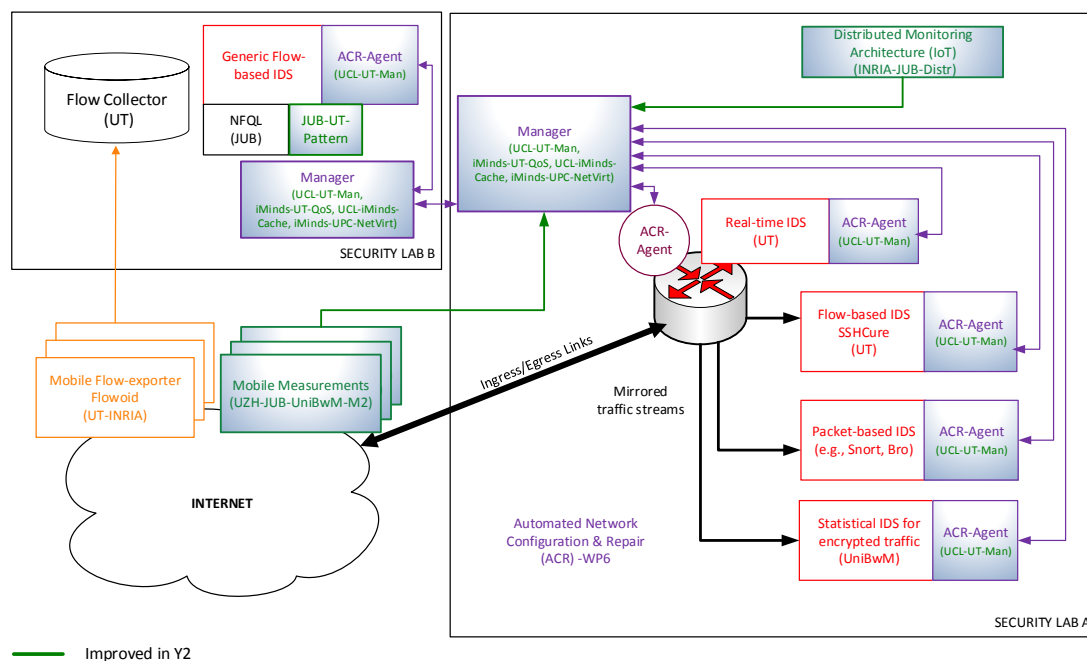 Flow Collector
(UT)
Generic Flow-
based IDS
ACR-Agent
(UCL-UT-Man)
NFQL
(JUB)
JUB-UT-
Pattern
Manager
(UCL-UT-Man,
iMinds-UT-QoS, UCL-iMinds-
Cache, iMinds-UPC-NetVirt)
SECURITY LAB B
Distributed Monitoring
Architecture (IoT)
(INRIA-JUB-Distr)
Manager
(UCL-UT-Man,
iMinds-UT-QoS, UCL-iMinds-
Cache, iMinds-UPC-NetVirt)
ACR-
Agent
Real-time IDS
(UT)
ACR-Agent
(UCL-UT-Man)
Flow-based IDS
SSHCure
(UT)
ACR-Agent
(UCL-UT-Man)
Mobile Flow-exporter
Flowoid
(UT-INRIA)
Mobile Measurements
(UZH-JUB-UniBwM-M2)
Ingress/Egress Links
Mirrored
traffic streams
Packet-based IDS
(e.g., Snort, Bro)
ACR-Agent
(UCL-UT-Man)
INTERNET
Automated Network
Configuration & Repair
(ACR) -WP6
Statistical IDS for
encrypted traffic
(UniBwM)
ACR-Agent
(UCL-UT-Man)
SECURITY LAB A
Improved in Y2